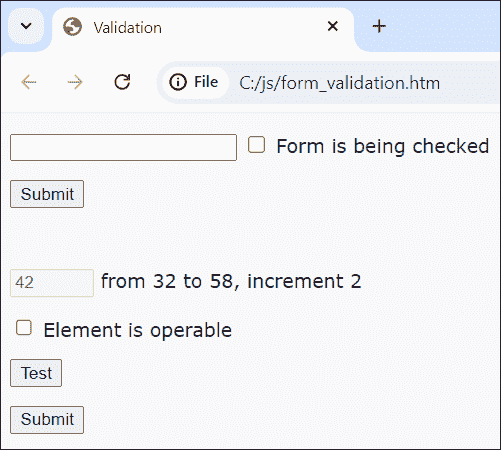 Validation
File C:/js/form_validation.htm
Form is being checked
Submit
42 from 32 to 58, increment 2
Element is operable
Test
Submit